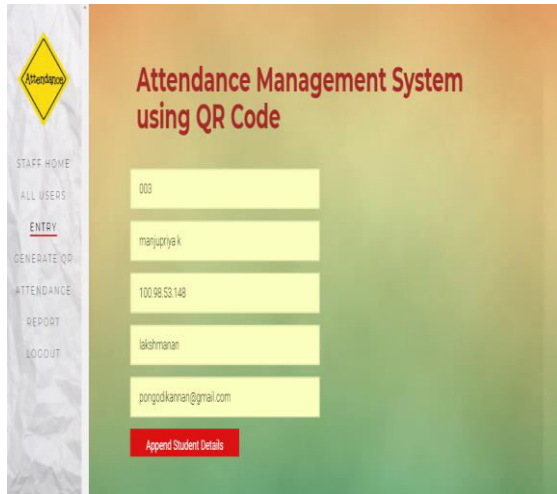 Attendance
STAFF HOME
ALL USERS
ENTRY
GENERATE QR
ATTENDANCE
REPORT
LOGOUT
Attendance Management System
using QR Code
003
manjupriya.k
100.98.53.148
lakshmanan
pongodikannan@gmail.com
Append Student Details